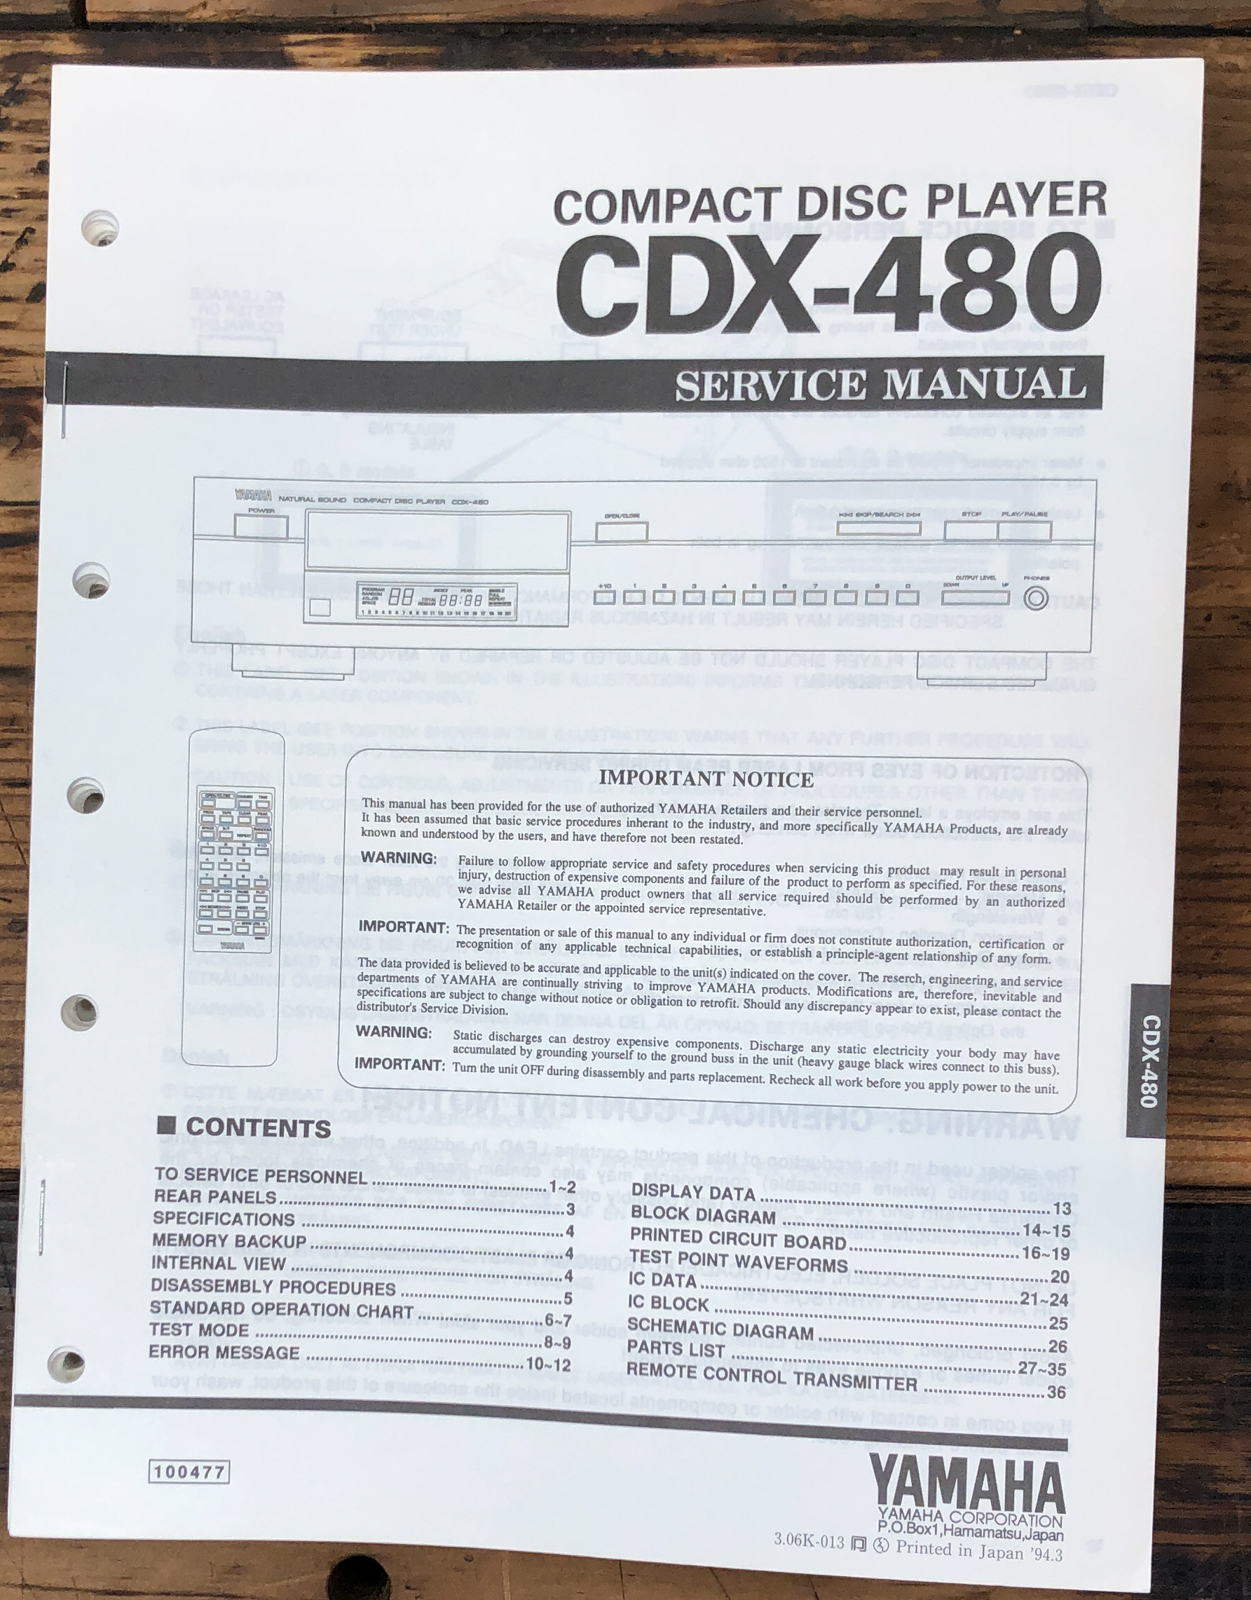 COMPACT DISC PLAYER
CDX-480
SERVICE MANUAL
YAMAHA NATURAL SOUND COMPACT DISC PLAYER CDX-480
POWER
OPEN/CLOSE
STOP PLAY/PAUSE
+10 1 2 3 4 5 6 7 8 9 0
OUTPUT LEVEL
DOWN UP
PHONES
YAMAHA
IMPORTANT NOTICE
This manual has been provided for the use of authorized YAMAHA Retailers and their service personnel.
It has been assumed that basic service procedures inherant to the industry, and more specifically YAMAHA Products, are already
known and understood by the users, and have therefore not been restated.
WARNING: Failure to follow appropriate service and safety procedures when servicing this product may result in personal
injury, destruction of expensive components and failure of the product to perform as specified. For these reasons,
we advise all YAMAHA product owners that all service required should be performed by an authorized
YAMAHA Retailer or the appointed service representative.
IMPORTANT: The presentation or sale of this manual to any individual or firm does not constitute authorization, certification or
recognition of any applicable technical capabilities, or establish a principle-agent relationship of any form.
The data provided is believed to be accurate and applicable to the unit(s) indicated on the cover. The reserch, engineering, and service
departments of YAMAHA are continually striving to improve YAMAHA products. Modifications are, therefore, inevitable and
specifications are subject to change without notice or obligation to retrofit. Should any discrepancy appear to exist, please contact the
distributor's Service Division.
WARNING: Static discharges can destroy expensive components. Discharge any static electricity your body may have
accumulated by grounding yourself to the ground buss in the unit (heavy gauge black wires connect to this buss).
IMPORTANT: Turn the unit OFF during disassembly and parts replacement. Recheck all work before you apply power to the unit.
CDX-480
■ CONTENTS
TO SERVICE PERSONNEL ........ 1~2
REAR PANELS ........ 3
SPECIFICATIONS ........ 4
MEMORY BACKUP ........ 4
INTERNAL VIEW ........ 4
DISASSEMBLY PROCEDURES ........ 5
STANDARD OPERATION CHART ........ 6~7
TEST MODE ........ 8~9
ERROR MESSAGE ........ 10~12
DISPLAY DATA ........ 13
BLOCK DIAGRAM ........ 14~15
PRINTED CIRCUIT BOARD ........ 16~19
TEST POINT WAVEFORMS ........ 20
IC DATA ........ 21~24
IC BLOCK ........ 25
SCHEMATIC DIAGRAM ........ 26
PARTS LIST ........ 27~35
REMOTE CONTROL TRANSMITTER ........ 36
100477
YAMAHA
YAMAHA CORPORATION
P.O.Box1,Hamamatsu,Japan
3.06K-013 Printed in Japan '94.3